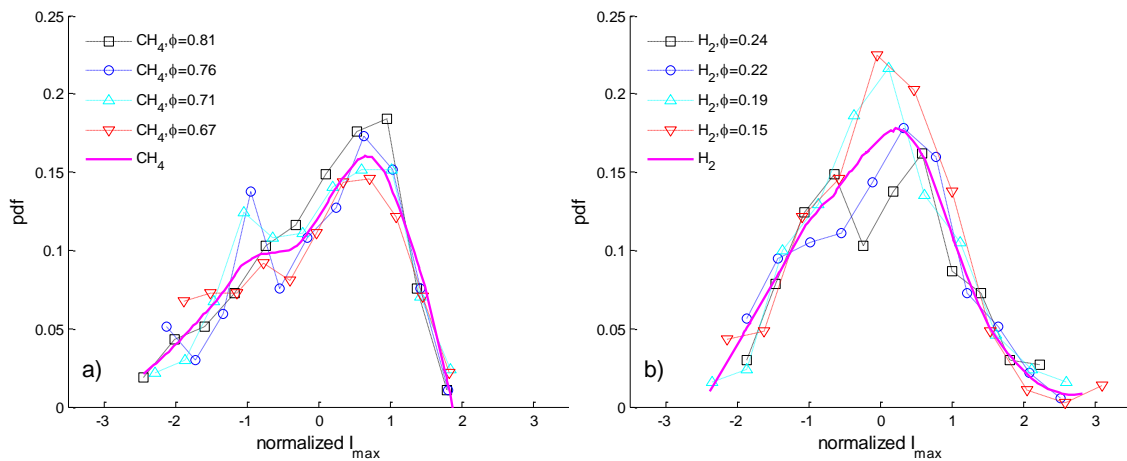 0.25
0.2
0.15
0.1
0.05
0
pdf
CH4,ϕ=0.81
CH4,ϕ=0.76
CH4,ϕ=0.71
CH4,ϕ=0.67
CH4
a)
-3 -2 -1 0 1 2 3
normalized Imax
0.25
0.2
0.15
0.1
0.05
0
pdf
H2,ϕ=0.24
H2,ϕ=0.22
H2,ϕ=0.19
H2,ϕ=0.15
H2
b)
-3 -2 -1 0 1 2 3
normalized Imax